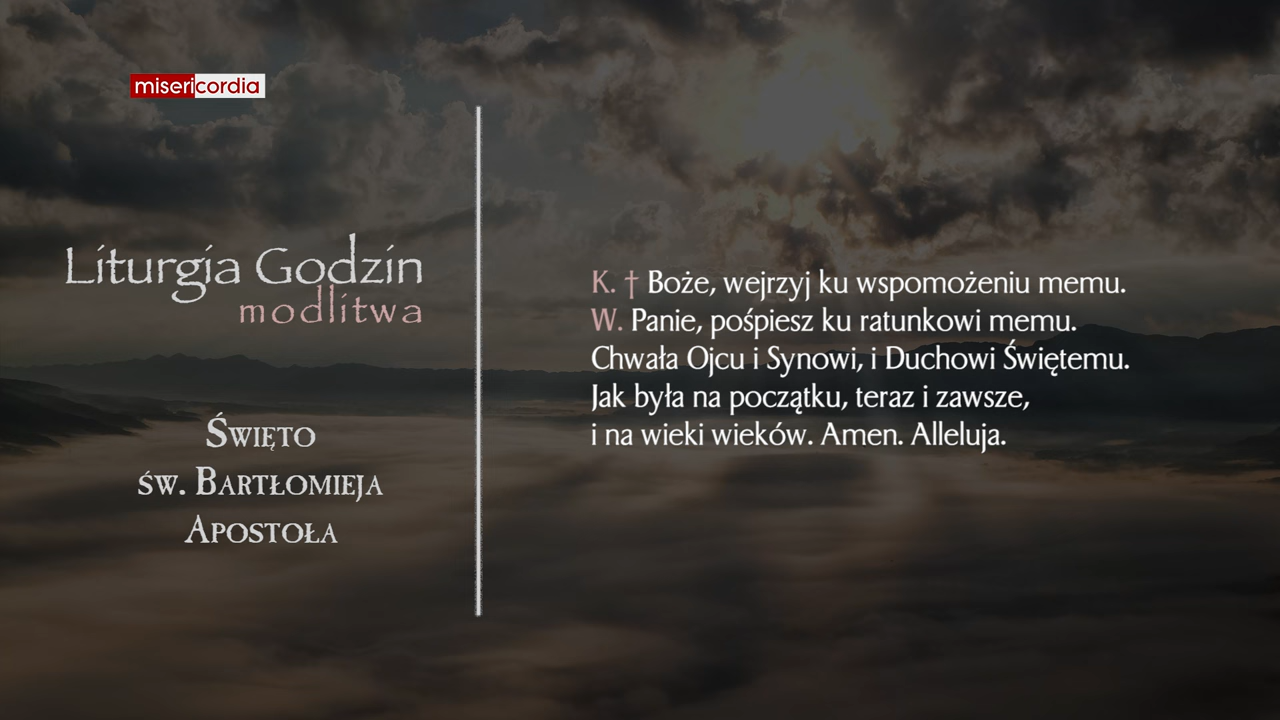 misericordia
Liturgia Godzin
modlitwa
Święto
św. Bartłomieja
Apostoła
K. † Boże, wejrzyj ku wspomożeniu memu.
W. Panie, pośpiesz ku ratunkowi memu.
Chwała Ojcu i Synowi, i Duchowi Świętemu.
Jak była na początku, teraz i zawsze,
i na wieki wieków. Amen. Alleluja.